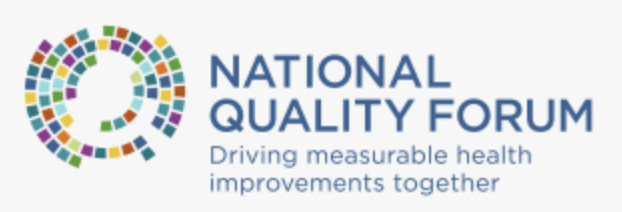 NATIONAL
QUALITY FORUM
Driving measurable health
improvements together